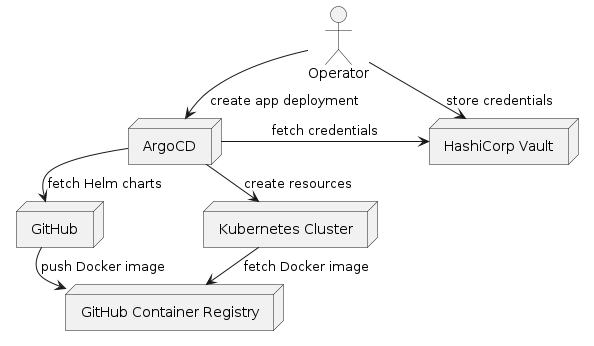 Operator
create app deployment
store credentials
ArgoCD
fetch credentials
HashiCorp Vault
fetch Helm charts
create resources
GitHub
Kubernetes Cluster
push Docker image
fetch Docker image
GitHub Container Registry